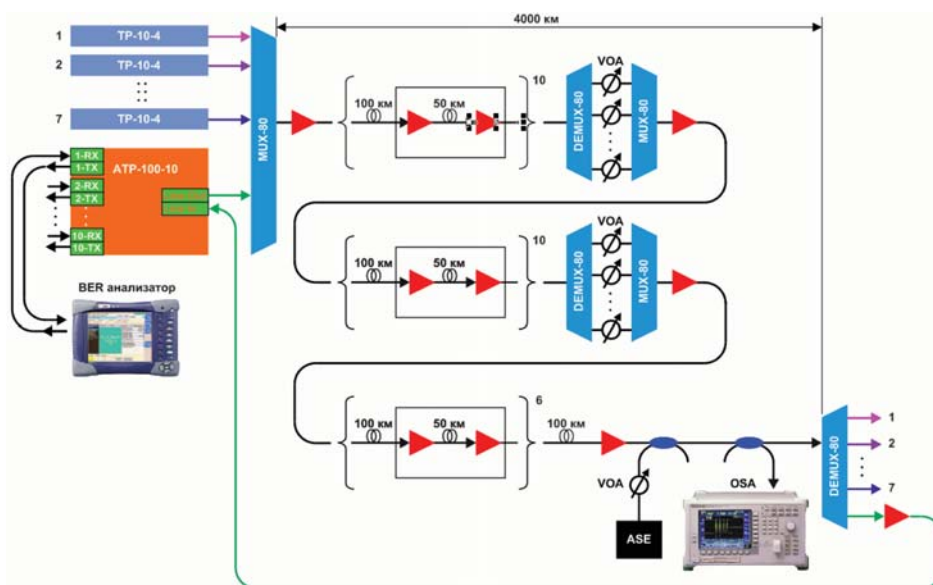 4000 км
1 ТР-10-4
2 ТР-10-4
7 ТР-10-4
MUX-80
100 км
50 км
10
VOA
DEMUX-80
MUX-80
1-RX
1-TX
ATP-100-10
2-RX
2-TX
10-RX
10-TX
100 км
50 км
10
VOA
DEMUX-80
MUX-80
BER анализатор
100 км
50 км
6
100 км
VOA
ASE
OSA
DEMUX-80
1
2
7